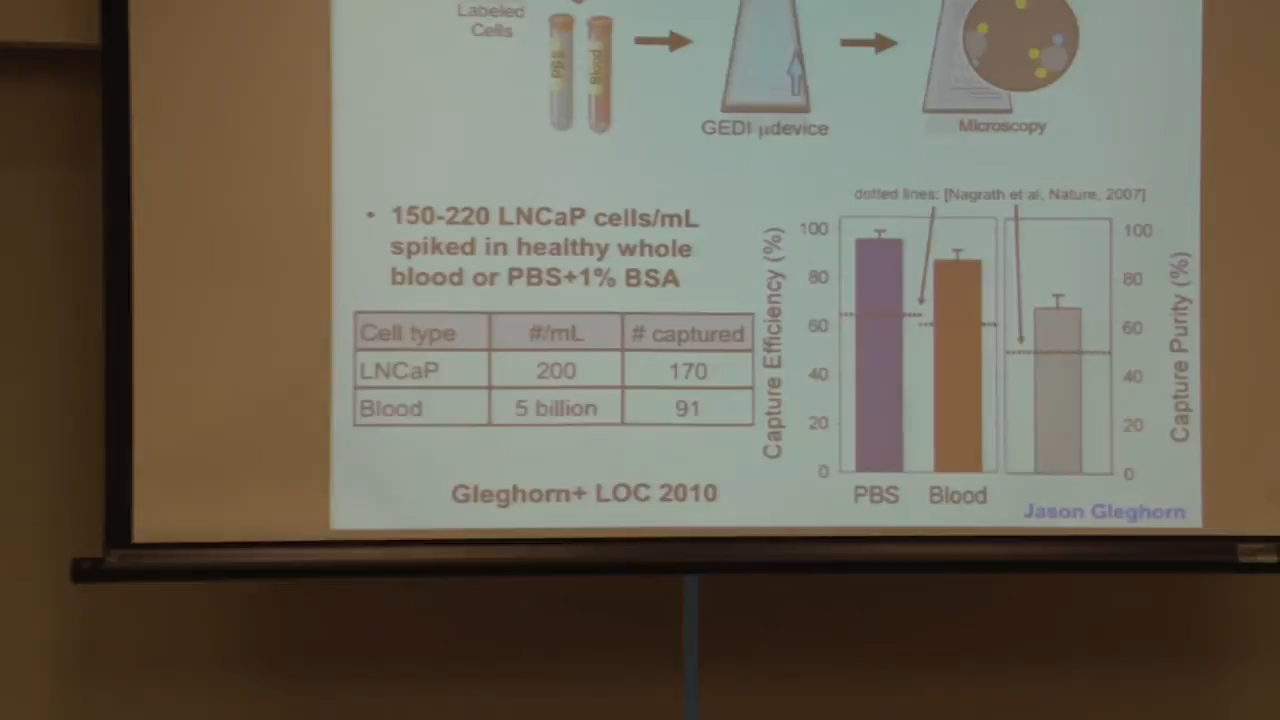 Labeled
Cells
PBS
Blood
GEDI µdevice
Microscopy
• 150-220 LNCaP cells/mL
spiked in healthy whole
blood or PBS+1% BSA
Cell type #/mL # captured
LNCaP 200 170
Blood 5 billion 91
Gleghorn+ LOC 2010
dotted lines: [Nagrath et al, Nature, 2007]
Capture Efficiency (%)
100
80
60
40
20
0
PBS Blood
100
80
60
40
20
0
Capture Purity (%)
Jason Gleghorn